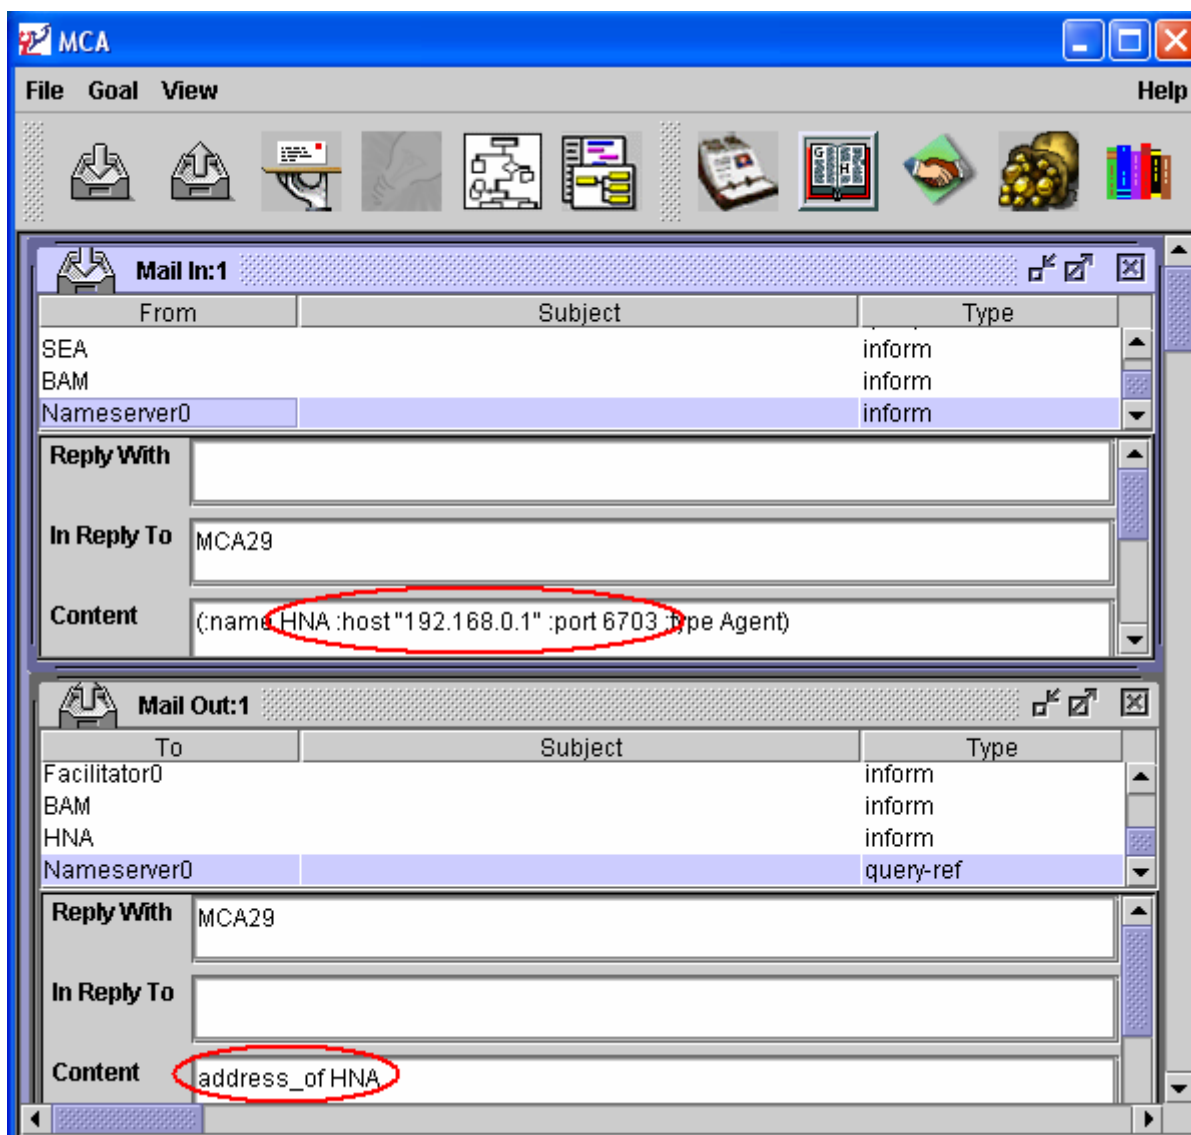 MCA
File Goal View Help
G H
Mail In:1
From Subject Type
SEA inform
BAM inform
Nameserver0 inform
Reply With
In Reply To MCA29
Content (:name HNA :host "192.168.0.1" :port 6703 :type Agent)
Mail Out:1
To Subject Type
Facilitator0 inform
BAM inform
HNA inform
Nameserver0 query-ref
Reply With MCA29
In Reply To
Content address_of HNA